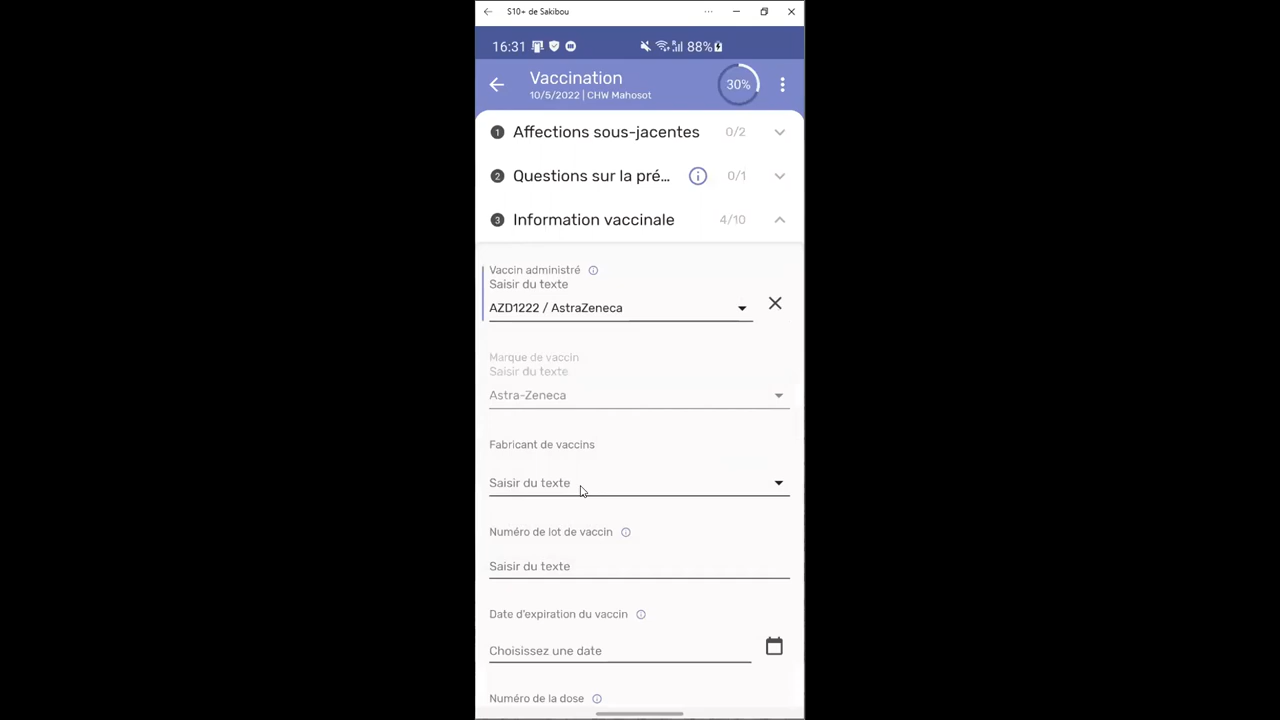 S10+ de Sakibou
16:31
88%
Vaccination
10/5/2022 | CHW Mahosot
30%
1 Affections sous-jacentes 0/2
2 Questions sur la pré... 0/1
3 Information vaccinale 4/10
Vaccin administré
Saisir du texte
AZD1222 / AstraZeneca
Marque de vaccin
Saisir du texte
Astra-Zeneca
Fabricant de vaccins
Saisir du texte
Numéro de lot de vaccin
Saisir du texte
Date d'expiration du vaccin
Choisissez une date
Numéro de la dose